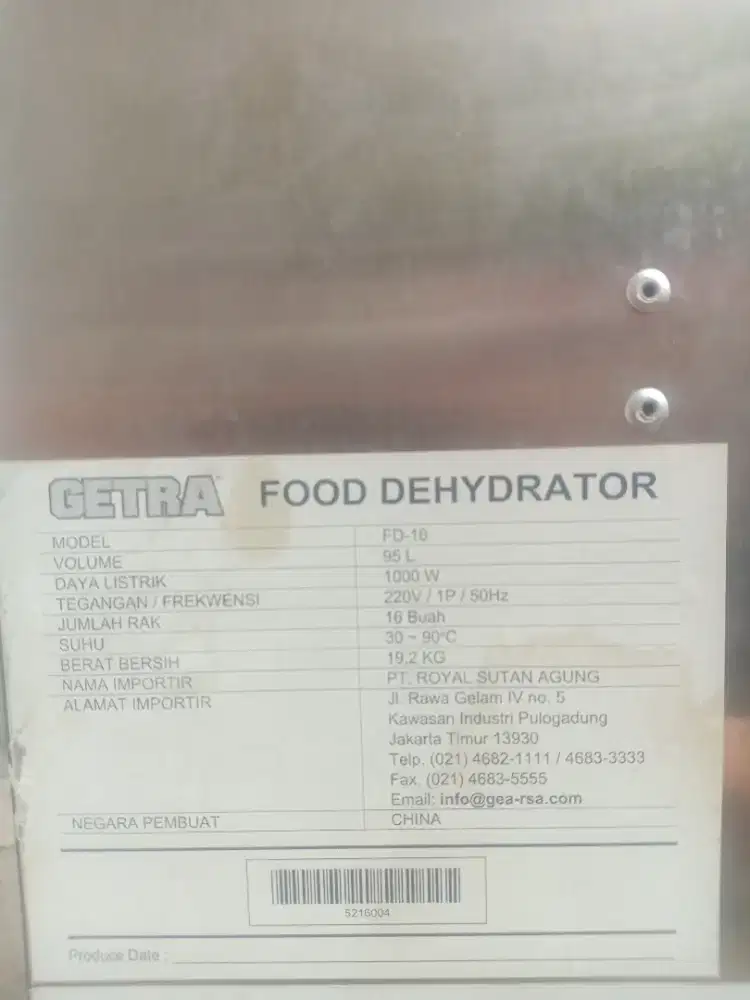 GETRA FOOD DEHYDRATOR
MODEL FD-16
VOLUME 95 L
DAYA LISTRIK 1000 W
TEGANGAN / FREKWENSI 220V / 1P / 50Hz
JUMLAH RAK 16 Buah
SUHU 30 ~ 90°C
BERAT BERSIH 19,2 KG
NAMA IMPORTIR PT. ROYAL SUTAN AGUNG
ALAMAT IMPORTIR Jl. Rawa Gelam IV no. 5
Kawasan Industri Pulogadung
Jakarta Timur 13930
Telp. (021) 4682-1111 / 4683-3333
Fax. (021) 4683-5555
Email: info@gea-rsa.com
NEGARA PEMBUAT CHINA
5216004
Produce Date :